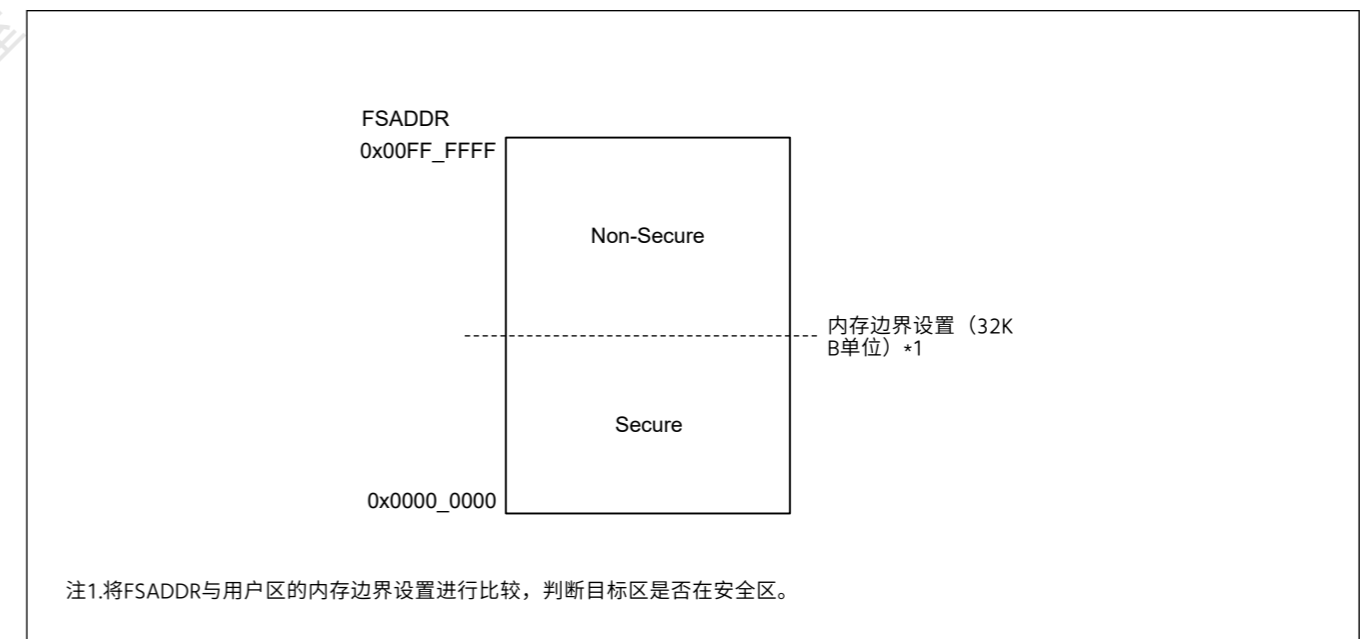 FSADDR
0x00FF_FFFF
Non-Secure
内存边界设置（32K
B单位）*1
Secure
0x0000_0000
注1.将FSADDR与用户区的内存边界设置进行比较，判断目标区是否在安全区。